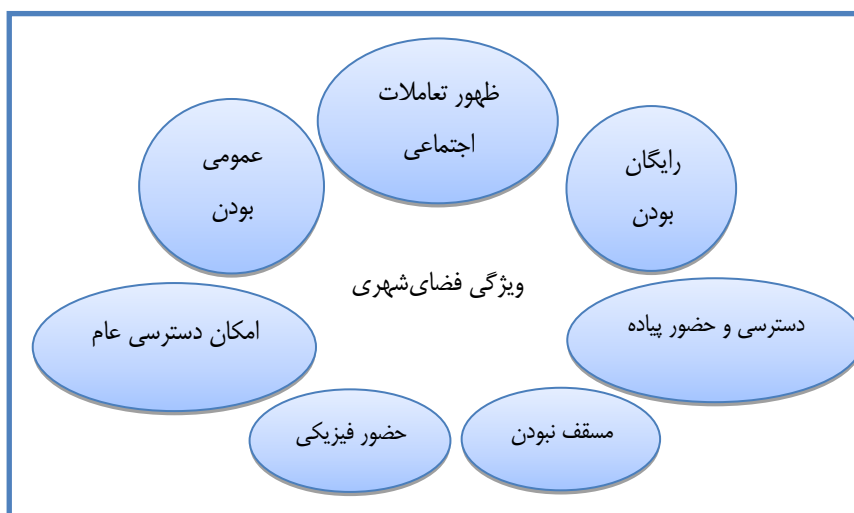 ظهور تعاملات
اجتماعی
عمومی
بودن
رایگان
بودن
ویژگی فضای‌شهری
امکان دسترسی عام
دسترسی و حضور پیاده
حضور فیزیکی
مسقف نبودن